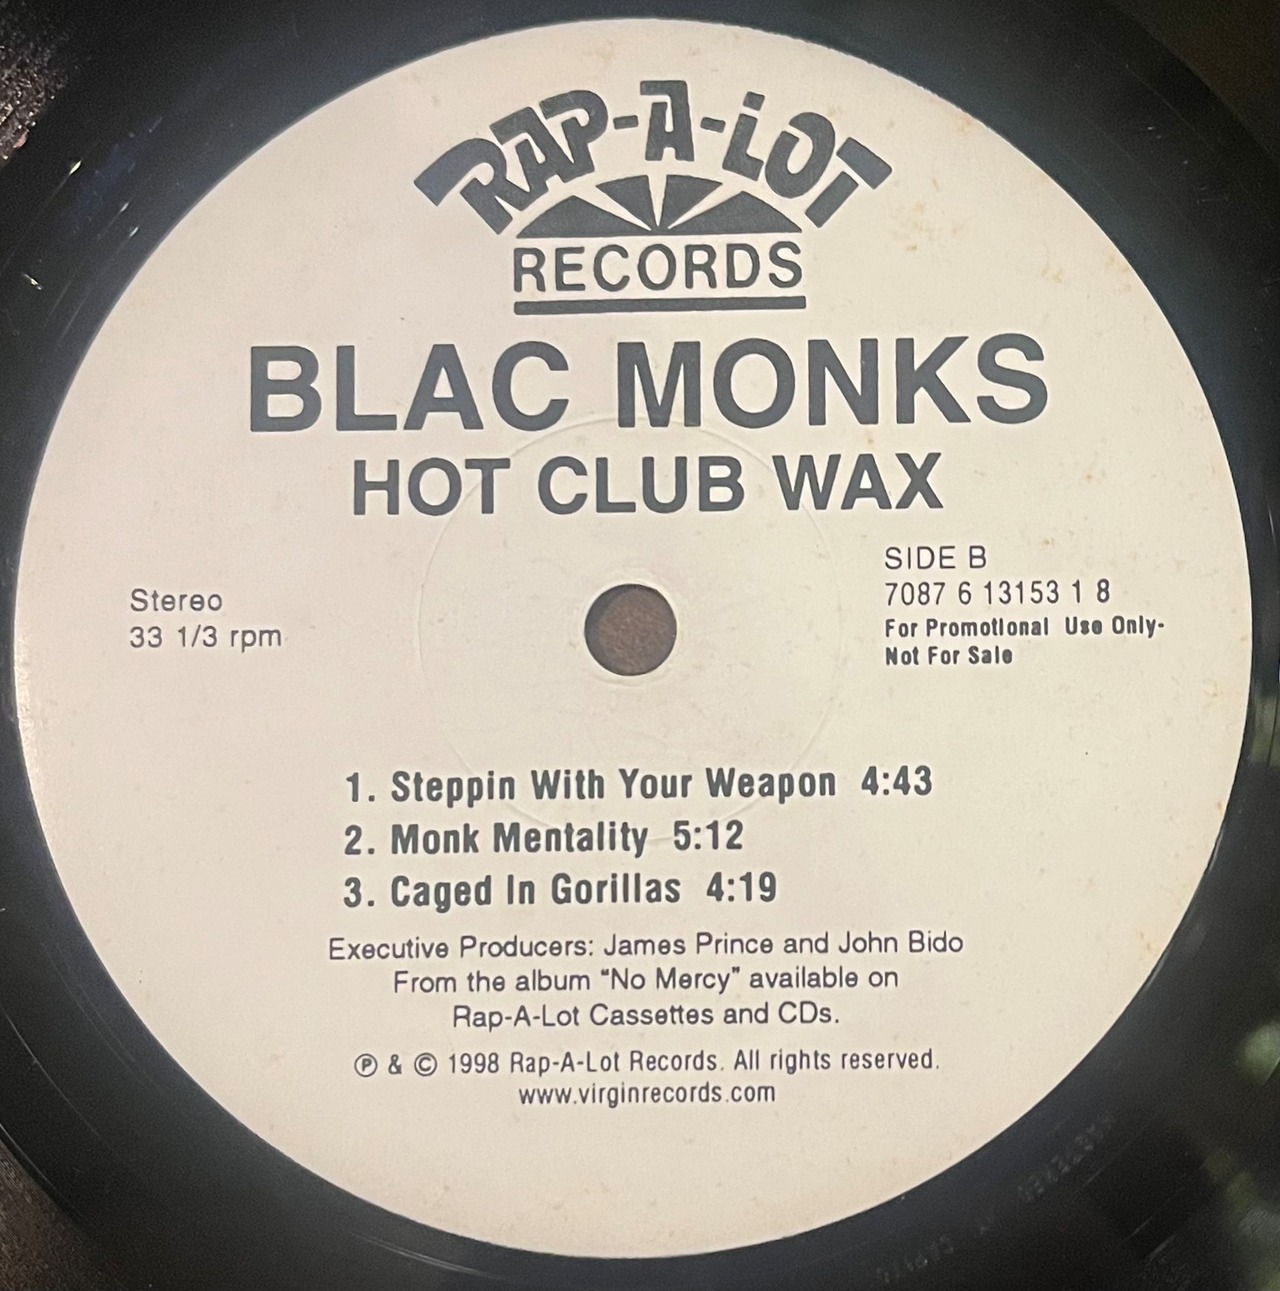 RAP-A-LOT
RECORDS
BLAC MONKS
HOT CLUB WAX
Stereo
33 1/3 rpm
SIDE B
7087 6 13153 1 8
For Promotional Use Only-
Not For Sale
1. Steppin With Your Weapon 4:43
2. Monk Mentality 5:12
3. Caged In Gorillas 4:19
Executive Producers: James Prince and John Bido
From the album "No Mercy" available on
Rap-A-Lot Cassettes and CDs.
℗ & © 1998 Rap-A-Lot Records. All rights reserved.
www.virginrecords.com
MASTERED
CAPITOL